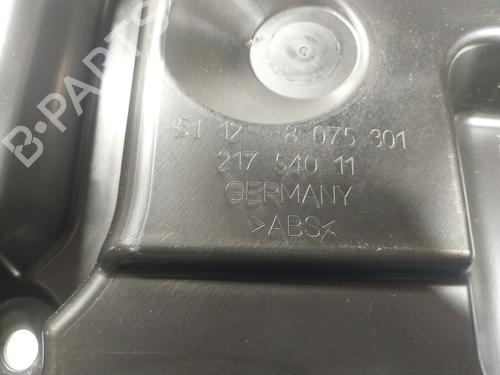 B-PARTS
51 12 8 075 301
217 540 11
GERMANY
>ABS<